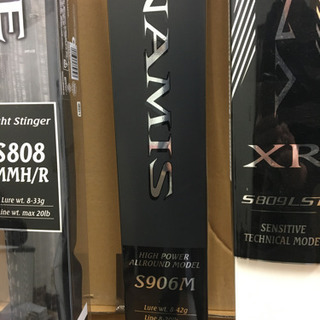 ht Stinger
S808
MMH/R
Lure wt. 8-33g
Line wt. max 20lb
NAMIS
HIGH POWER
ALLROUND MODEL
S906M
Lure wt. 8-42g
XR
S809LST
SENSITIVE
TECHNICAL MODE